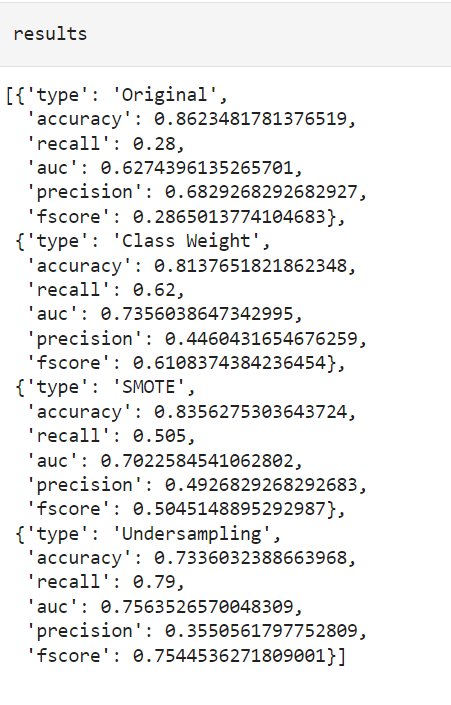 results
[{'type': 'Original',
'accuracy': 0.8623481781376519,
'recall': 0.28,
'auc': 0.6274396135265701,
'precision': 0.6829268292682927,
'fscore': 0.2865013774104683},
{'type': 'Class Weight',
'accuracy': 0.8137651821862348,
'recall': 0.62,
'auc': 0.7356038647342995,
'precision': 0.4460431654676259,
'fscore': 0.6108374384236454},
{'type': 'SMOTE',
'accuracy': 0.8356275303643724,
'recall': 0.505,
'auc': 0.7022584541062802,
'precision': 0.4926829268292683,
'fscore': 0.5045148895292987},
{'type': 'Undersampling',
'accuracy': 0.7336032388663968,
'recall': 0.79,
'auc': 0.7563526570048309,
'precision': 0.3550561797752809,
'fscore': 0.7544536271809001}]